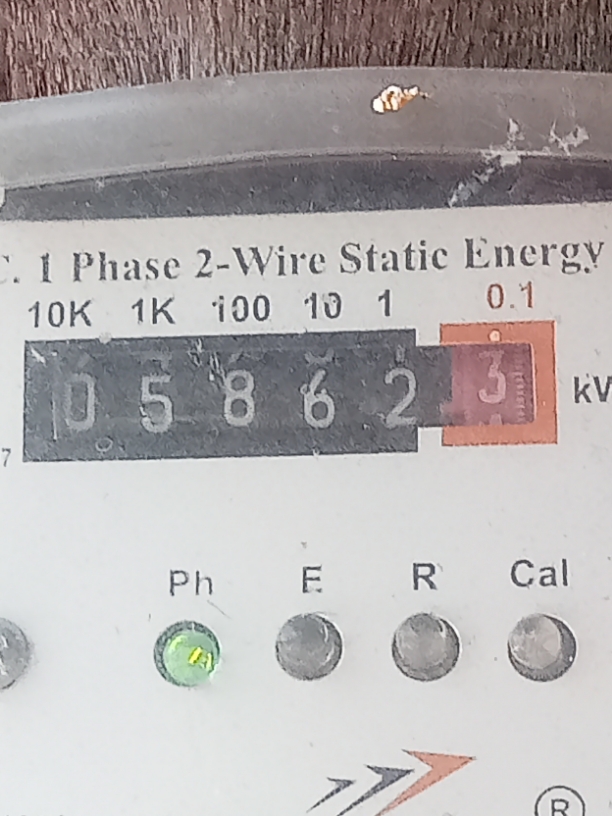 C. 1 Phase 2-Wire Static Energy
10K 1K 100 10 1 0.1
0 5 8 6 2 3
7
Ph E R Cal
®